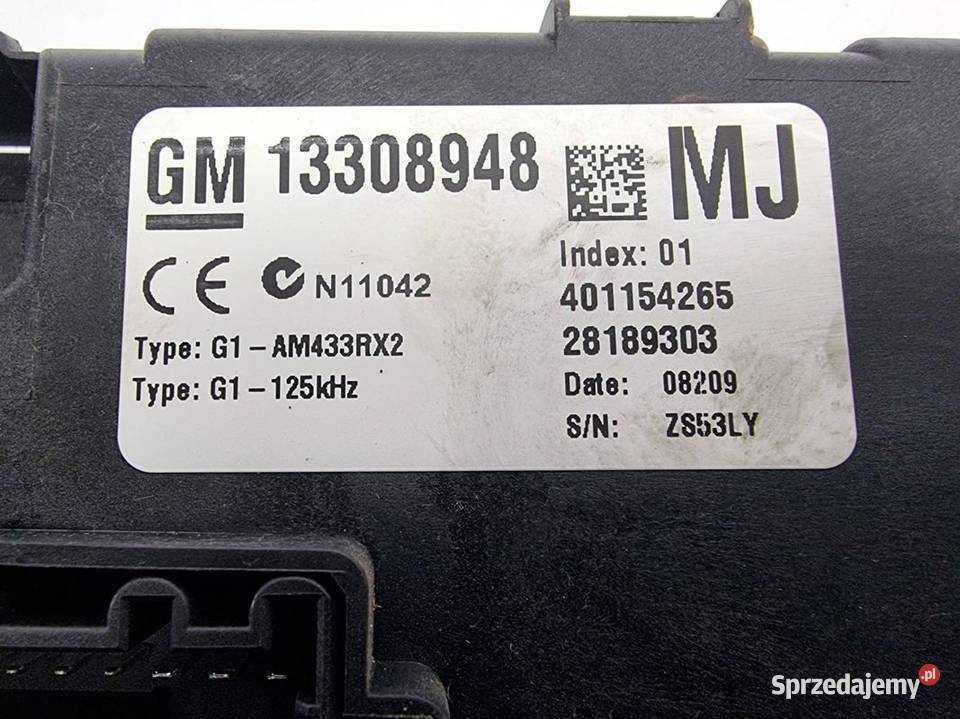 GM 13308948 MJ
Index: 01
CE N11042
401154265
Type: G1-AM433RX2
28189303
Type: G1-125kHz
Date: 08209
S/N: ZS53LY
Sprzedajemy.pl